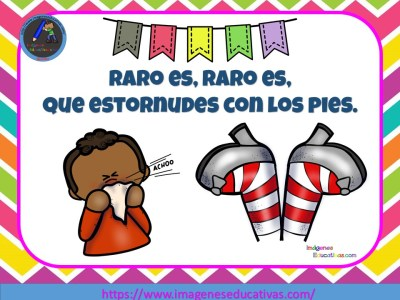 Raro es, raro es,
que estornudes con los pies.
ACHOO
Imágenes
Educativas.com
https://www.imageneseducativas.com/